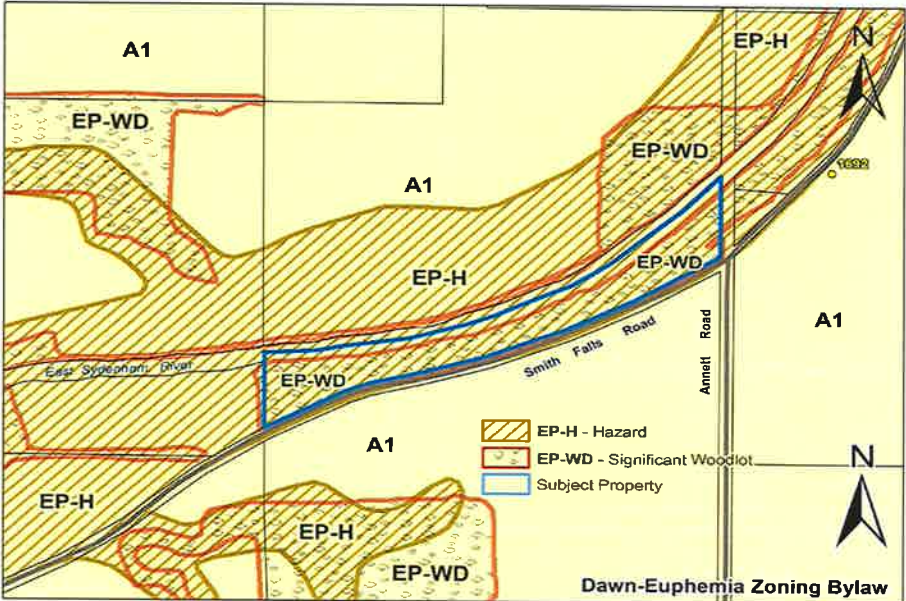 A1
EP-H
N
EP-WD
EP-WD
1692
A1
EP-WD
EP-H
A1
East Sydenham River
Smith Falls Road
Annett Road
EP-WD
A1
EP-H - Hazard
EP-WD - Significant Woodlot
Subject Property
N
EP-H
EP-H
EP-WD
Dawn-Euphemia Zoning Bylaw